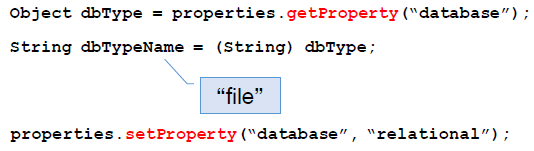 Object dbType = properties.getProperty(“database”);
String dbTypeName = (String) dbType;
“file”
properties.setProperty(“database”, “relational”);